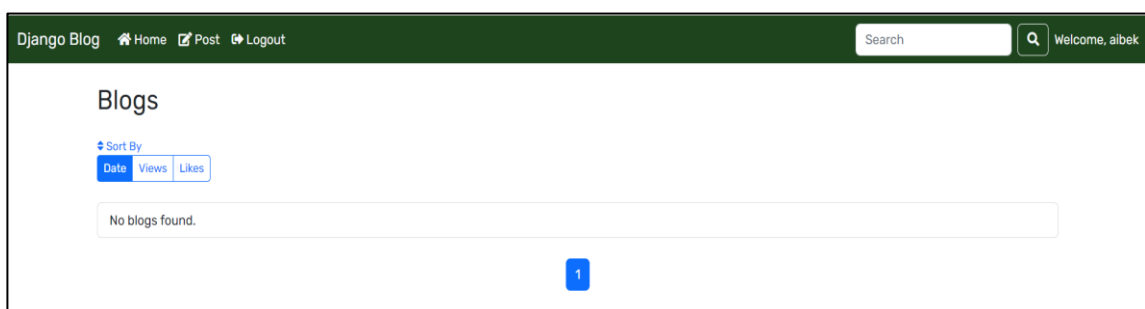 Django Blog Home Post Logout Search Welcome, aibek
Blogs
Sort By
Date Views Likes
No blogs found.
1